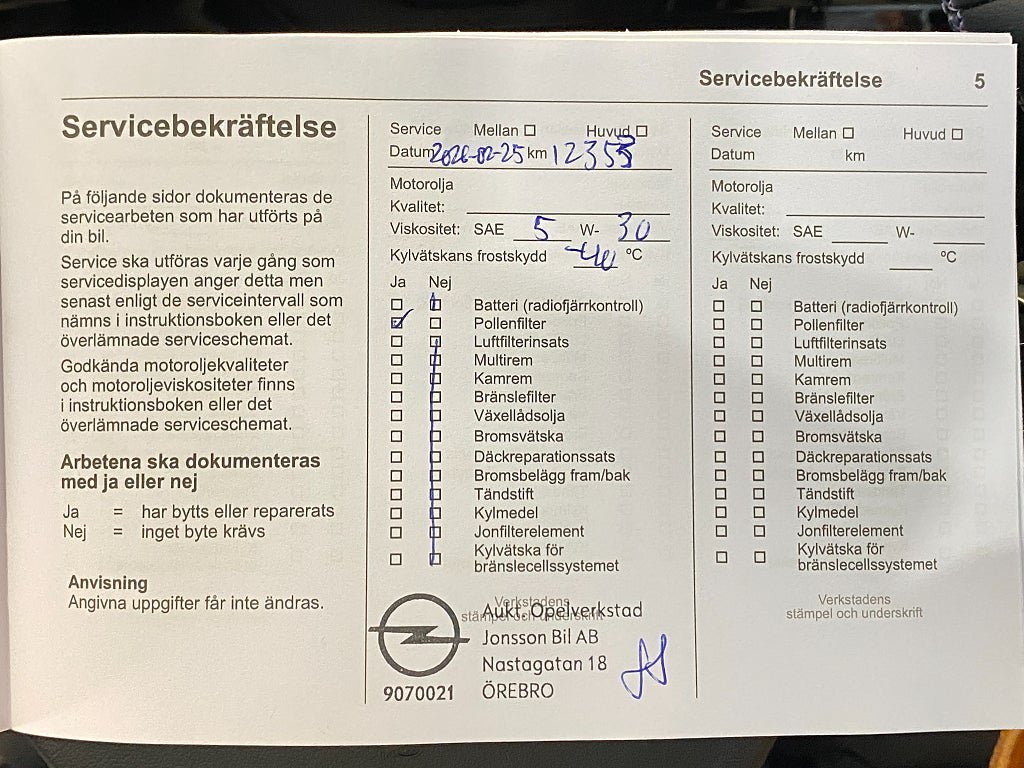 Servicebekräftelse 5
Servicebekräftelse
På följande sidor dokumenteras de
servicearbeten som har utförts på
din bil.
Service ska utföras varje gång som
servicedisplayen anger detta men
senast enligt de serviceintervall som
nämns i instruktionsboken eller det
överlämnade serviceschemat.
Godkända motoroljekvaliteter
och motoroljeviskositeter finns
i instruktionsboken eller det
överlämnade serviceschemat.
Arbetena ska dokumenteras
med ja eller nej
Ja = har bytts eller reparerats
Nej = inget byte krävs
Anvisning
Angivna uppgifter får inte ändras.
Service Mellan Huvud
Datum 2026-02-25 km 12353
Motorolja
Kvalitet:
Viskositet: SAE 5 W- 30
Kylvätskans frostskydd -40 ºC
Ja Nej
Batteri (radiofjärrkontroll)
Pollenfilter
Luftfilterinsats
Multirem
Kamrem
Bränslefilter
Växellådsolja
Bromsvätska
Däckreparationssats
Bromsbelägg fram/bak
Tändstift
Kylmedel
Jonfilterelement
Kylvätska för
bränslecellssystemet
Verkstadens
stämpel och underskrift
Aukt. Opelverkstad
Jonsson Bil AB
Nastagatan 18
9070021 ÖREBRO
Service Mellan Huvud
Datum km
Motorolja
Kvalitet:
Viskositet: SAE W-
Kylvätskans frostskydd ºC
Ja Nej
Batteri (radiofjärrkontroll)
Pollenfilter
Luftfilterinsats
Multirem
Kamrem
Bränslefilter
Växellådsolja
Bromsvätska
Däckreparationssats
Bromsbelägg fram/bak
Tändstift
Kylmedel
Jonfilterelement
Kylvätska för
bränslecellssystemet
Verkstadens
stämpel och underskrift